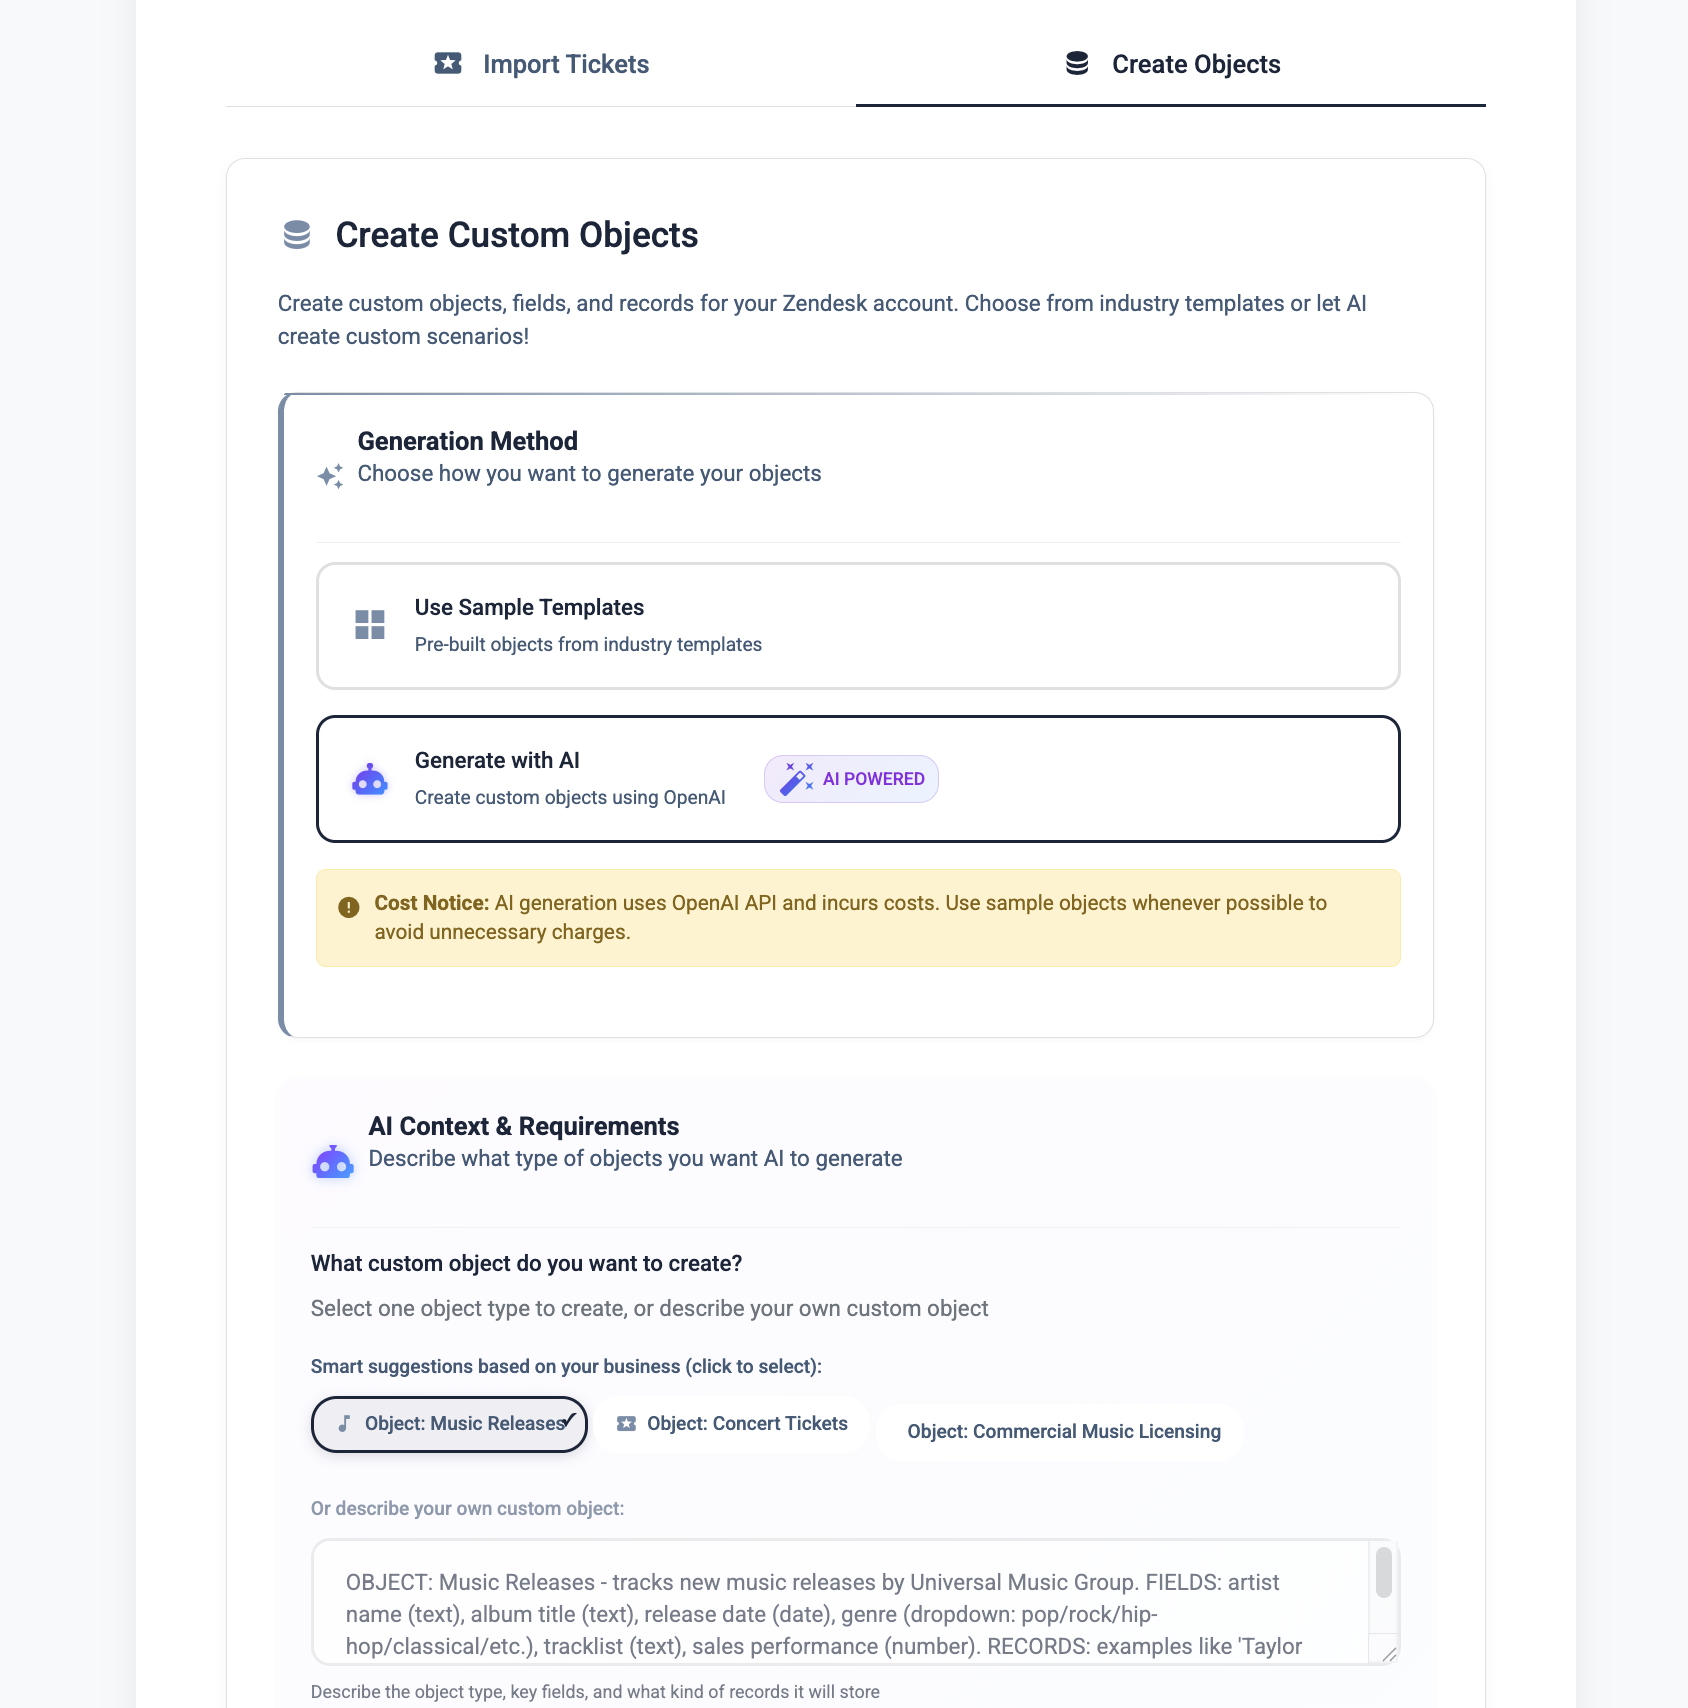 Import Tickets
Create Objects
Create Custom Objects
Create custom objects, fields, and records for your Zendesk account. Choose from industry templates or let AI
create custom scenarios!
Generation Method
Choose how you want to generate your objects
Use Sample Templates
Pre-built objects from industry templates
Generate with AI
Create custom objects using OpenAI
AI POWERED
Cost Notice: AI generation uses OpenAI API and incurs costs. Use sample objects whenever possible to
avoid unnecessary charges.
AI Context & Requirements
Describe what type of objects you want AI to generate
What custom object do you want to create?
Select one object type to create, or describe your own custom object
Smart suggestions based on your business (click to select):
Object: Music Releases
Object: Concert Tickets
Object: Commercial Music Licensing
Or describe your own custom object:
OBJECT: Music Releases - tracks new music releases by Universal Music Group. FIELDS: artist
name (text), album title (text), release date (date), genre (dropdown: pop/rock/hip-
hop/classical/etc.), tracklist (text), sales performance (number). RECORDS: examples like 'Taylor
Describe the object type, key fields, and what kind of records it will store